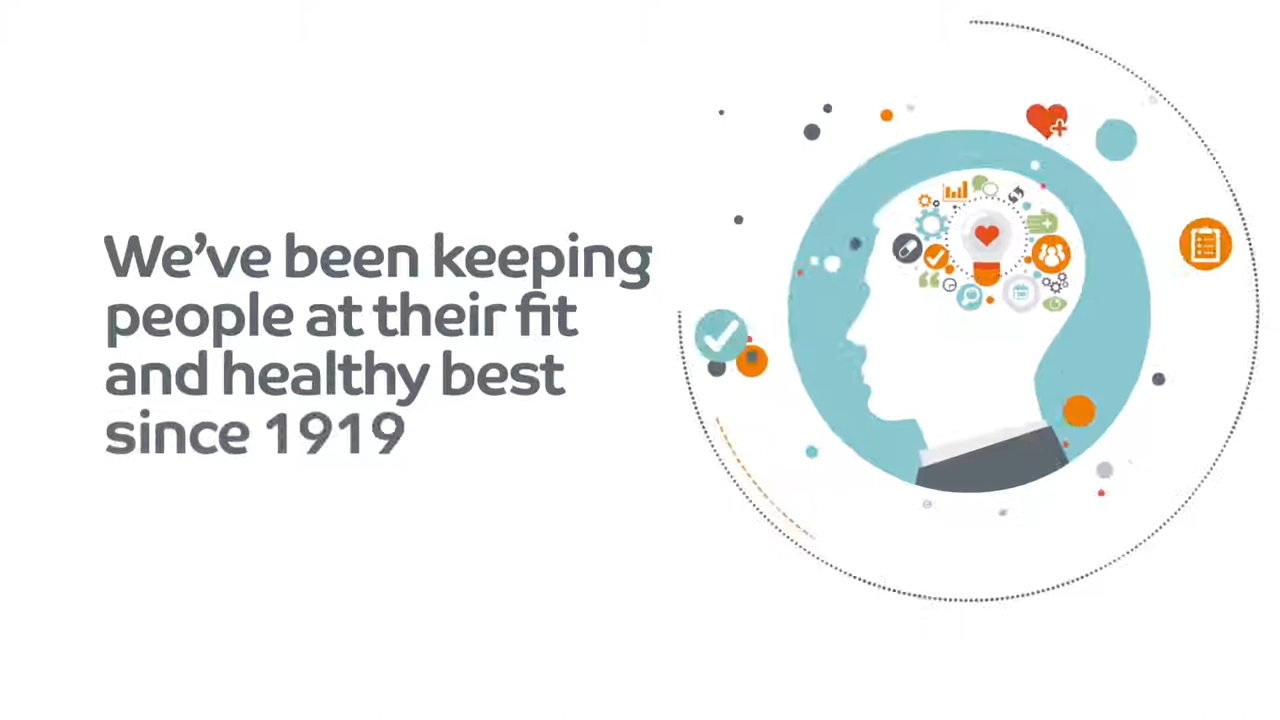 We’ve been keeping
people at their fit
and healthy best
since 1919